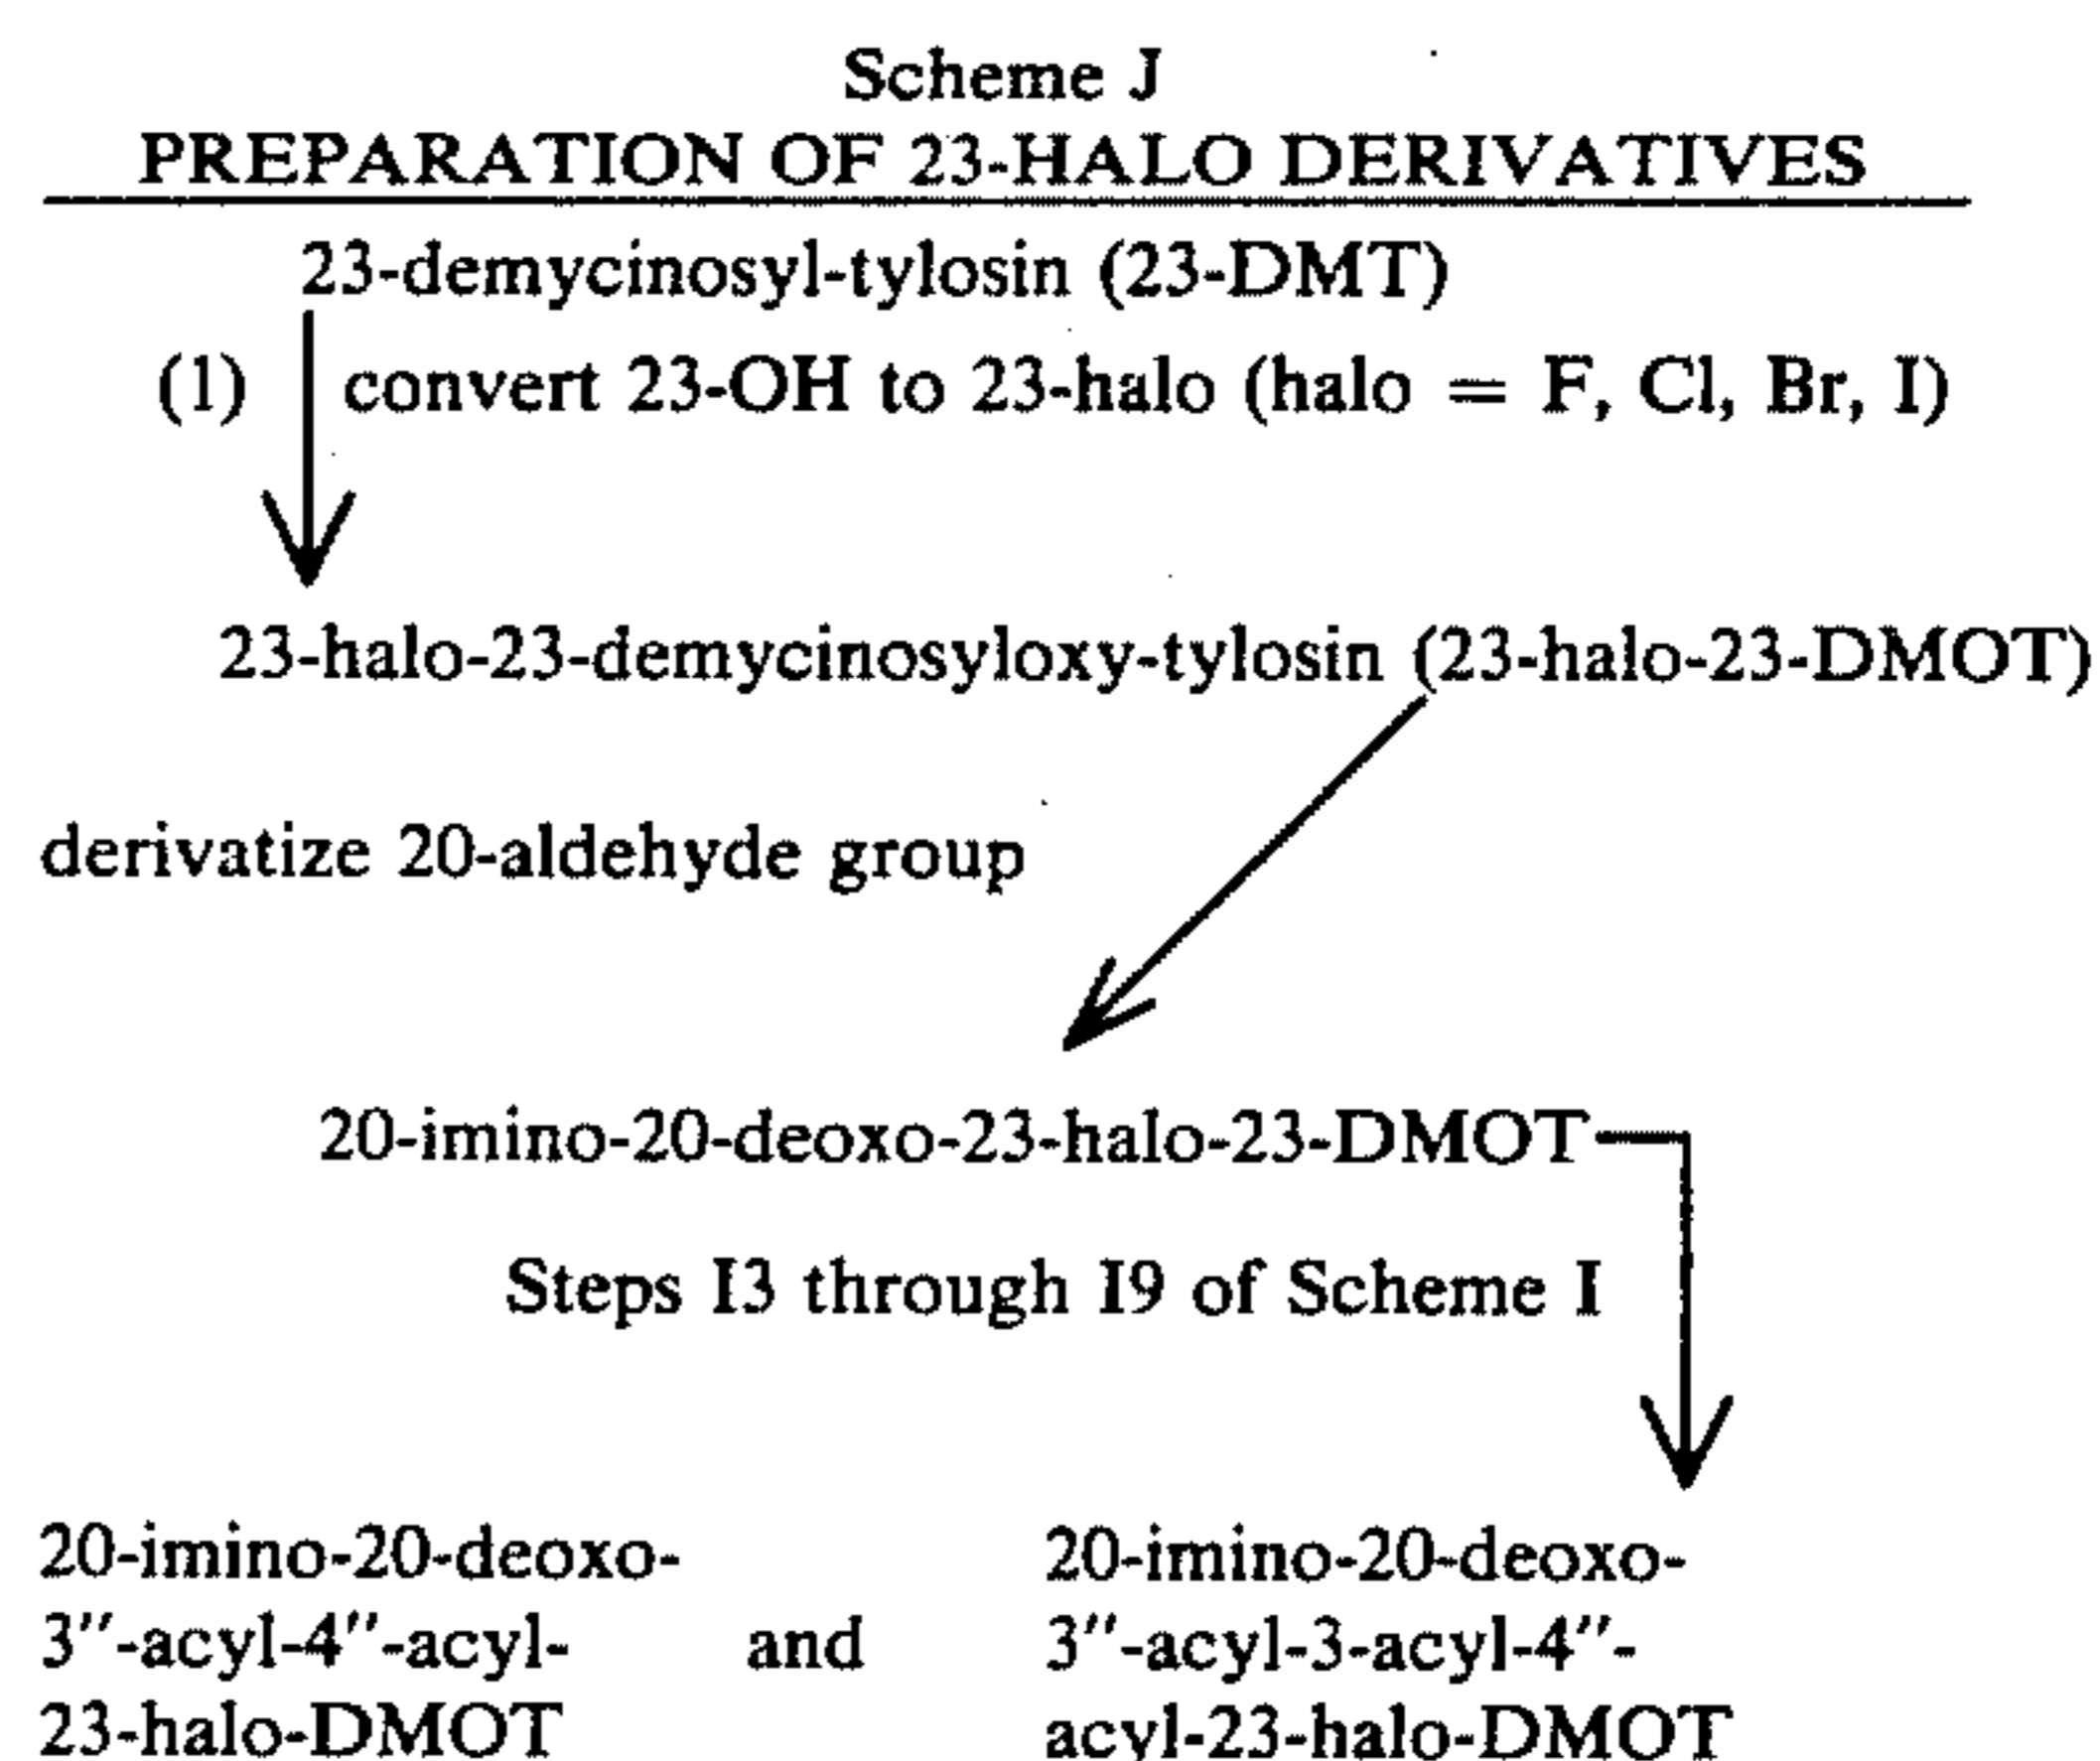 Scheme J
PREPARATION OF 23-HALO DERIVATIVES
23-demycinosyl-tylosin (23-DMT)
(1) convert 23-OH to 23-halo (halo = F, Cl, Br, I)
23-halo-23-demycinosyloxy-tylosin (23-halo-23-DMOT)
derivatize 20-aldehyde group
20-imino-20-deoxo-23-halo-23-DMOT
Steps I3 through I9 of Scheme I
20-imino-20-deoxo-
3″-acyl-4″-acyl-
23-halo-DMOT
and
20-imino-20-deoxo-
3″-acyl-3-acyl-4″-
acyl-23-halo-DMOT